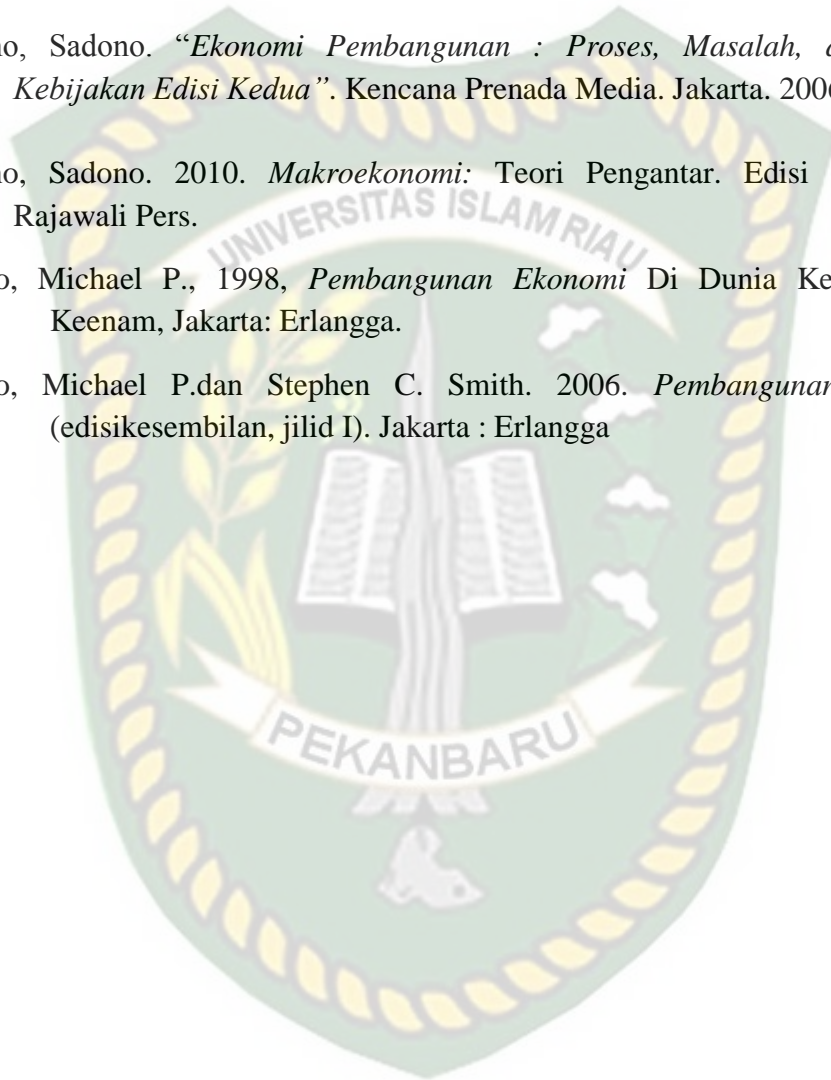 no, Sadono. “Ekonomi Pembangunan : Proses, Masalah,
Kebijakan Edisi Kedua”. Kencana Prenada Media. Jakarta. 2006
no, Sadono. 2010. Makroekonomi: Teori Pengantar. Edisi
Rajawali Pers.
o, Michael P., 1998, Pembangunan Ekonomi Di Dunia Ke
Keenam, Jakarta: Erlangga.
o, Michael P.dan Stephen C. Smith. 2006. Pembangunan
(edisikesembilan, jilid I). Jakarta : Erlangga
UNIVERSITAS ISLAM RIAU
PEKANBARU